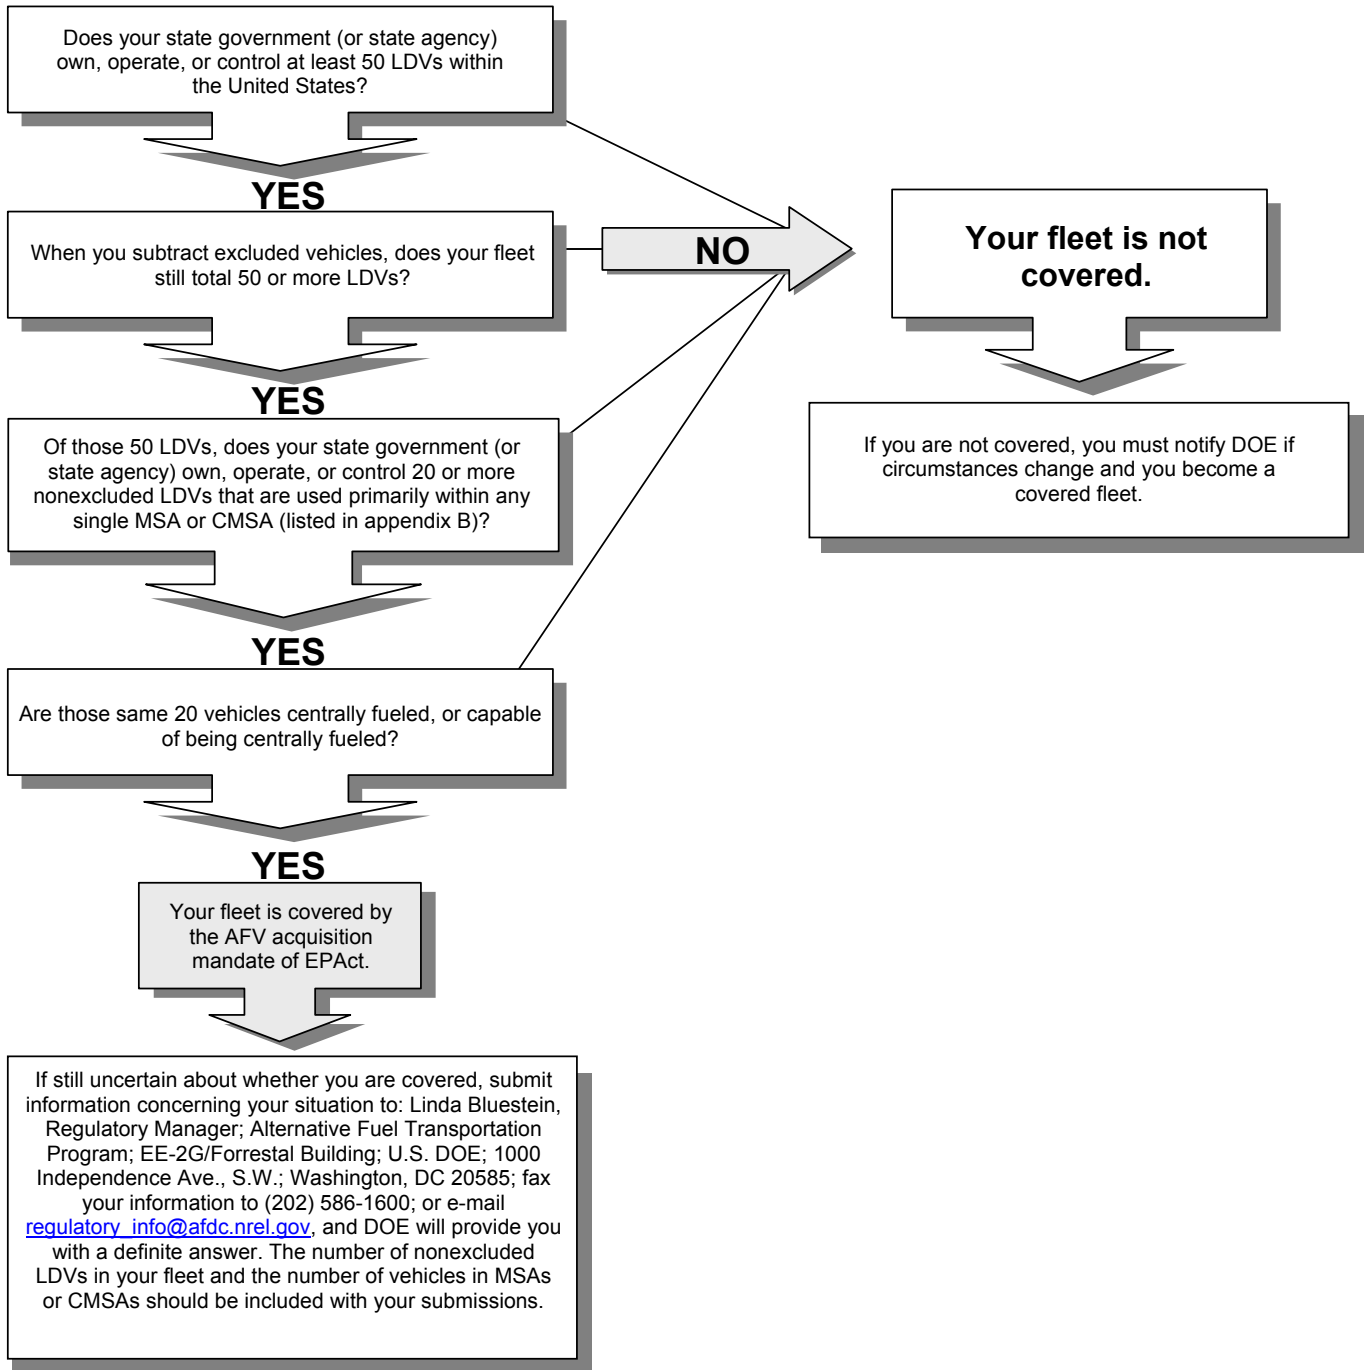 Does your state government (or state agency)
own, operate, or control at least 50 LDVs within
the United States?
YES
When you subtract excluded vehicles, does your fleet
still total 50 or more LDVs?
YES
Of those 50 LDVs, does your state government (or
state agency) own, operate, or control 20 or more
nonexcluded LDVs that are used primarily within any
single MSA or CMSA (listed in appendix B)?
YES
Are those same 20 vehicles centrally fueled, or capable
of being centrally fueled?
YES
Your fleet is covered by
the AFV acquisition
mandate of EPAct.
If still uncertain about whether you are covered, submit
information concerning your situation to: Linda Bluestein,
Regulatory Manager; Alternative Fuel Transportation
Program; EE-2G/Forrestal Building; U.S. DOE; 1000
Independence Ave., S.W.; Washington, DC 20585; fax
your information to (202) 586-1600; or e-mail
regulatory_info@afdc.nrel.gov, and DOE will provide you
with a definite answer. The number of nonexcluded
LDVs in your fleet and the number of vehicles in MSAs
or CMSAs should be included with your submissions.
NO
Your fleet is not
covered.
If you are not covered, you must notify DOE if
circumstances change and you become a
covered fleet.